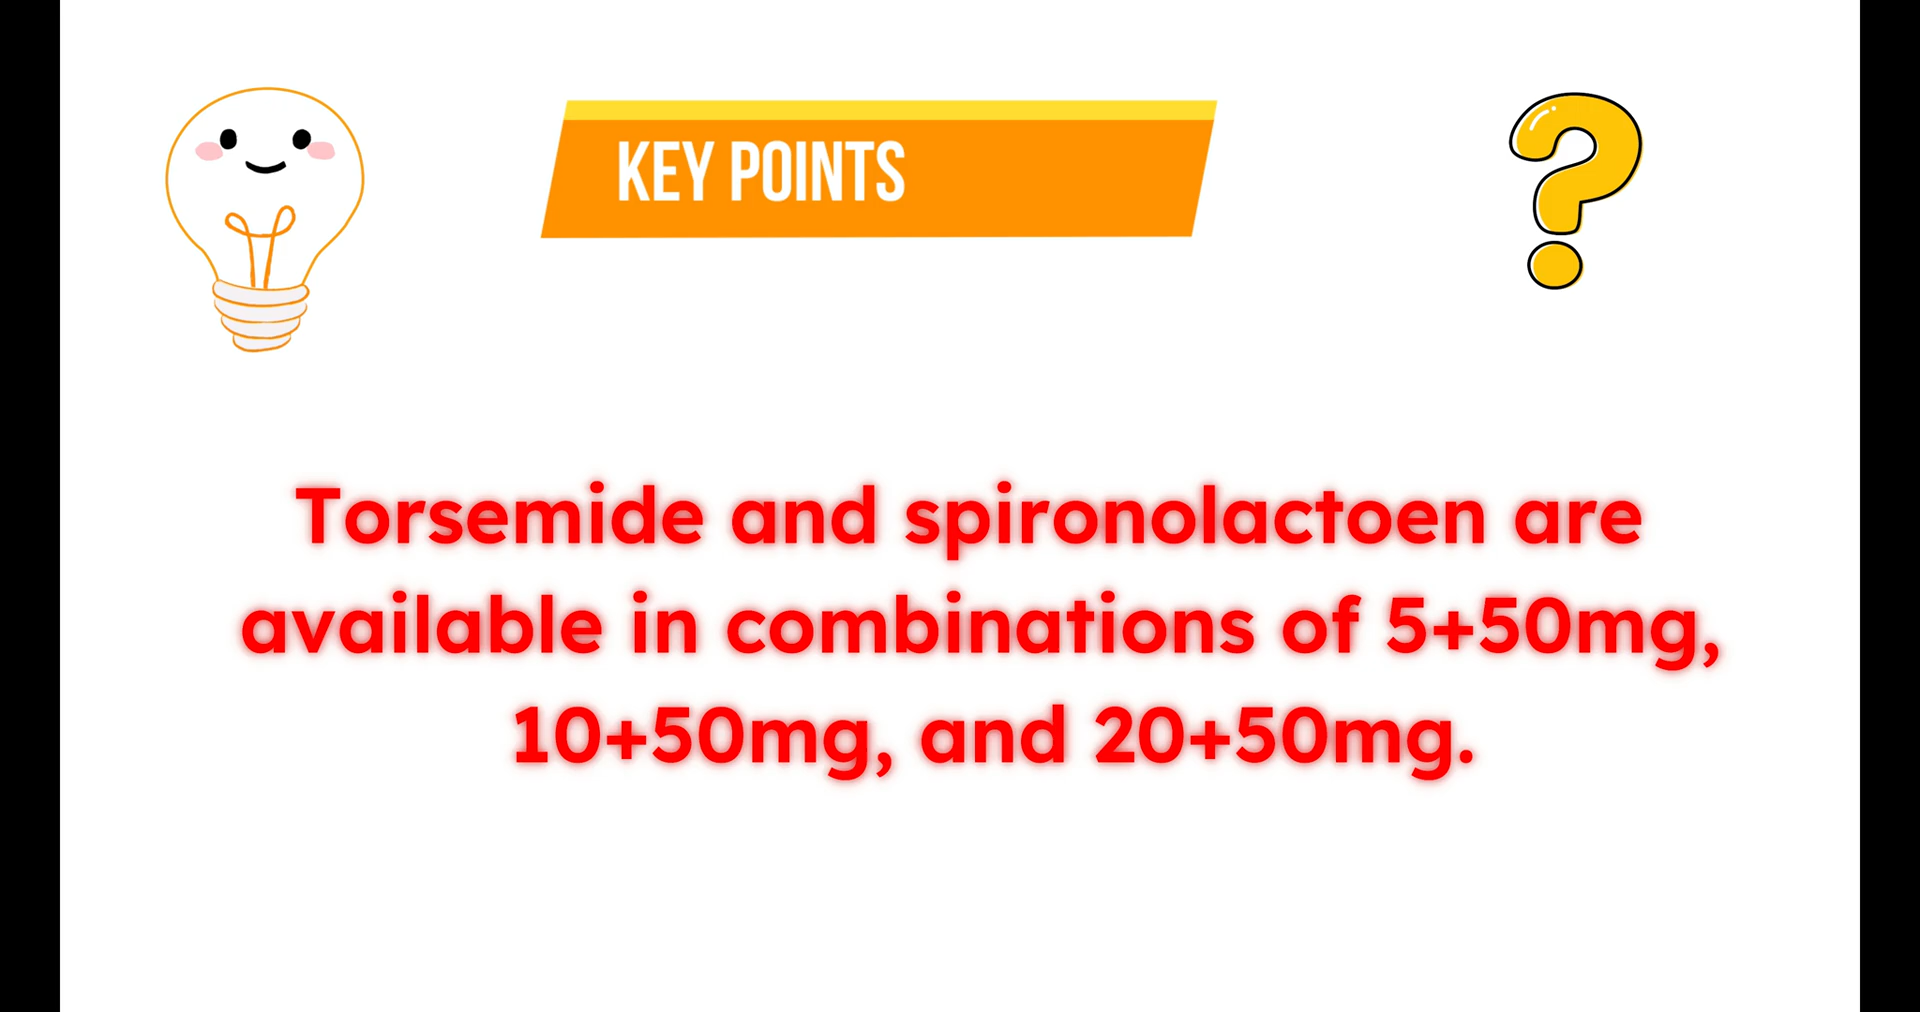 KEY POINTS
Torsemide and spironolactoen are
available in combinations of 5+50mg,
10+50mg, and 20+50mg.